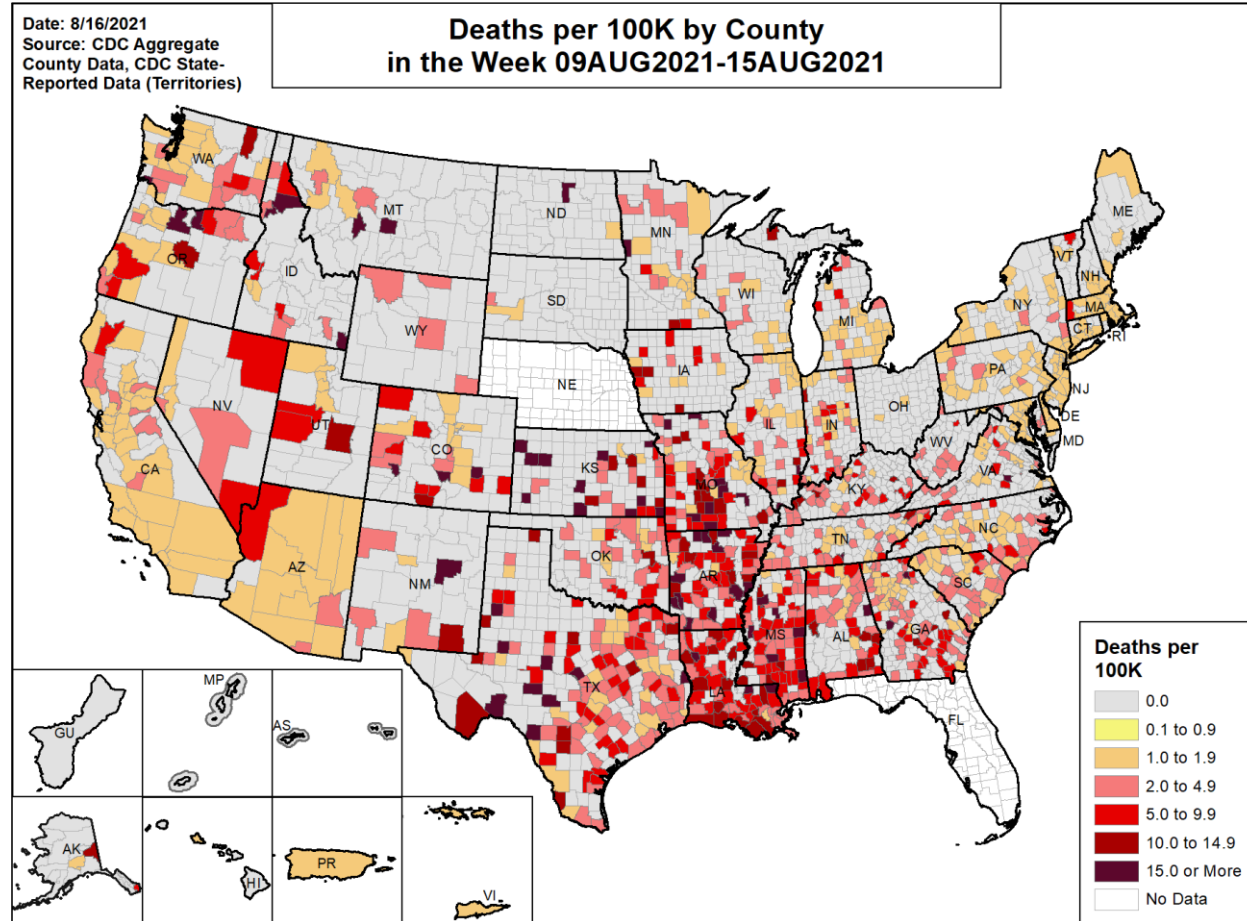 Date: 8/16/2021
Source: CDC Aggregate
County Data, CDC State-
Reported Data (Territories)
Deaths per 100K by County
in the Week 09AUG2021-15AUG2021
WA
MT
ND
MN
ME
OR
ID
SD
WI
MI
VT
NH
NY
MA
CT
RI
WY
IA
NE
PA
NJ
NV
UT
CO
IL
IN
OH
DE
MD
WV
CA
KS
MO
KY
VA
AZ
NM
OK
AR
TN
NC
SC
MS
AL
GA
TX
LA
FL
GU
MP
AS
AK
HI
PR
VI
Deaths per
100K
0.0
0.1 to 0.9
1.0 to 1.9
2.0 to 4.9
5.0 to 9.9
10.0 to 14.9
15.0 or More
No Data